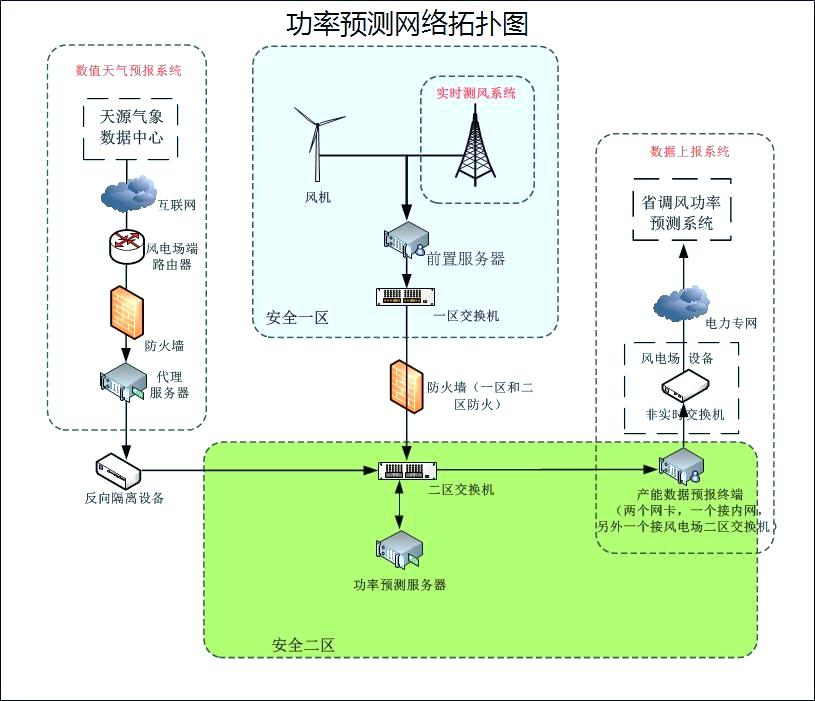 功率预测网络拓扑图
数值天气预报系统
天源气象
数据中心
互联网
风电场端
路由器
防火墙
代理
服务器
反向隔离设备
实时测风系统
风机
前置服务器
一区交换机
安全一区
防火墙（一区和二
区防火）
二区交换机
功率预测服务器
安全二区
数据上报系统
省调风功率
预测系统
电力专网
风电场 设备
非实时交换机
产能数据预报终端
（两个网卡，一个接内网，
另外一个接风电场二区交换机）